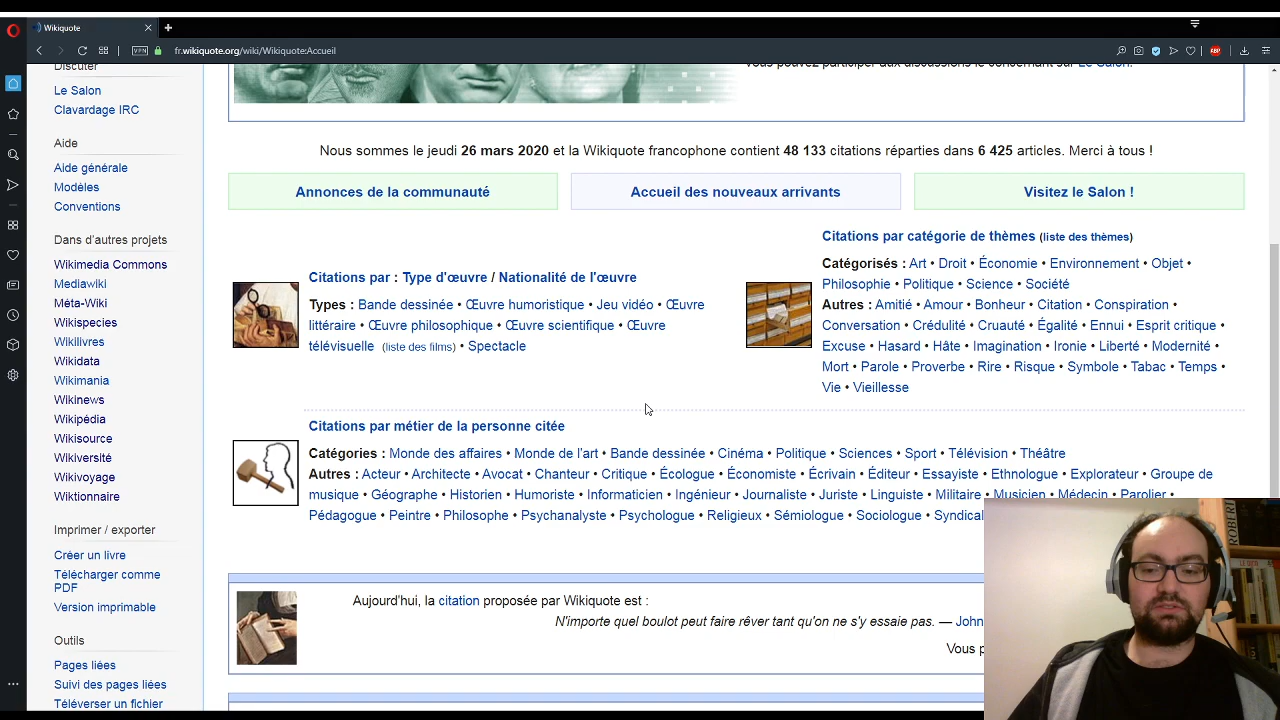 Wikiquote
VPN
fr.wikiquote.org/wiki/Wikiquote:Accueil
ABP
Discuter
Le Salon
Clavardage IRC
Aide
Aide générale
Modèles
Conventions
Dans d'autres projets
Wikimedia Commons
Mediawiki
Méta-Wiki
Wikispecies
Wikilivres
Wikidata
Wikimania
Wikinews
Wikipédia
Wikisource
Wikiversité
Wikivoyage
Wiktionnaire
Imprimer / exporter
Créer un livre
Télécharger comme
PDF
Version imprimable
Outils
Pages liées
Suivi des pages liées
Téléverser un fichier
Vous pouvez participer aux discussions le concernant sur Le Salon.
Nous sommes le jeudi 26 mars 2020 et la Wikiquote francophone contient 48 133 citations réparties dans 6 425 articles. Merci à tous !
Annonces de la communauté
Accueil des nouveaux arrivants
Visitez le Salon !
Citations par : Type d'œuvre / Nationalité de l'œuvre
Types : Bande dessinée • Œuvre humoristique • Jeu vidéo • Œuvre
littéraire • Œuvre philosophique • Œuvre scientifique • Œuvre
télévisuelle (liste des films) • Spectacle
Citations par catégorie de thèmes (liste des thèmes)
Catégorisés : Art • Droit • Économie • Environnement • Objet •
Philosophie • Politique • Science • Société
Autres : Amitié • Amour • Bonheur • Citation • Conspiration •
Conversation • Crédulité • Cruauté • Égalité • Ennui • Esprit critique •
Excuse • Hasard • Hâte • Imagination • Ironie • Liberté • Modernité •
Mort • Parole • Proverbe • Rire • Risque • Symbole • Tabac • Temps •
Vie • Vieillesse
Citations par métier de la personne citée
Catégories : Monde des affaires • Monde de l'art • Bande dessinée • Cinéma • Politique • Sciences • Sport • Télévision • Théâtre
Autres : Acteur • Architecte • Avocat • Chanteur • Critique • Écologue • Économiste • Écrivain • Éditeur • Essayiste • Ethnologue • Explorateur • Groupe de
musique • Géographe • Historien • Humoriste • Informaticien • Ingénieur • Journaliste • Juriste • Linguiste • Militaire • Musicien • Médecin • Parolier •
Pédagogue • Peintre • Philosophe • Psychanalyste • Psychologue • Religieux • Sémiologue • Sociologue • Syndical
Aujourd'hui, la citation proposée par Wikiquote est :
N'importe quel boulot peut faire rêver tant qu'on ne s'y essaie pas. — John
Vous p